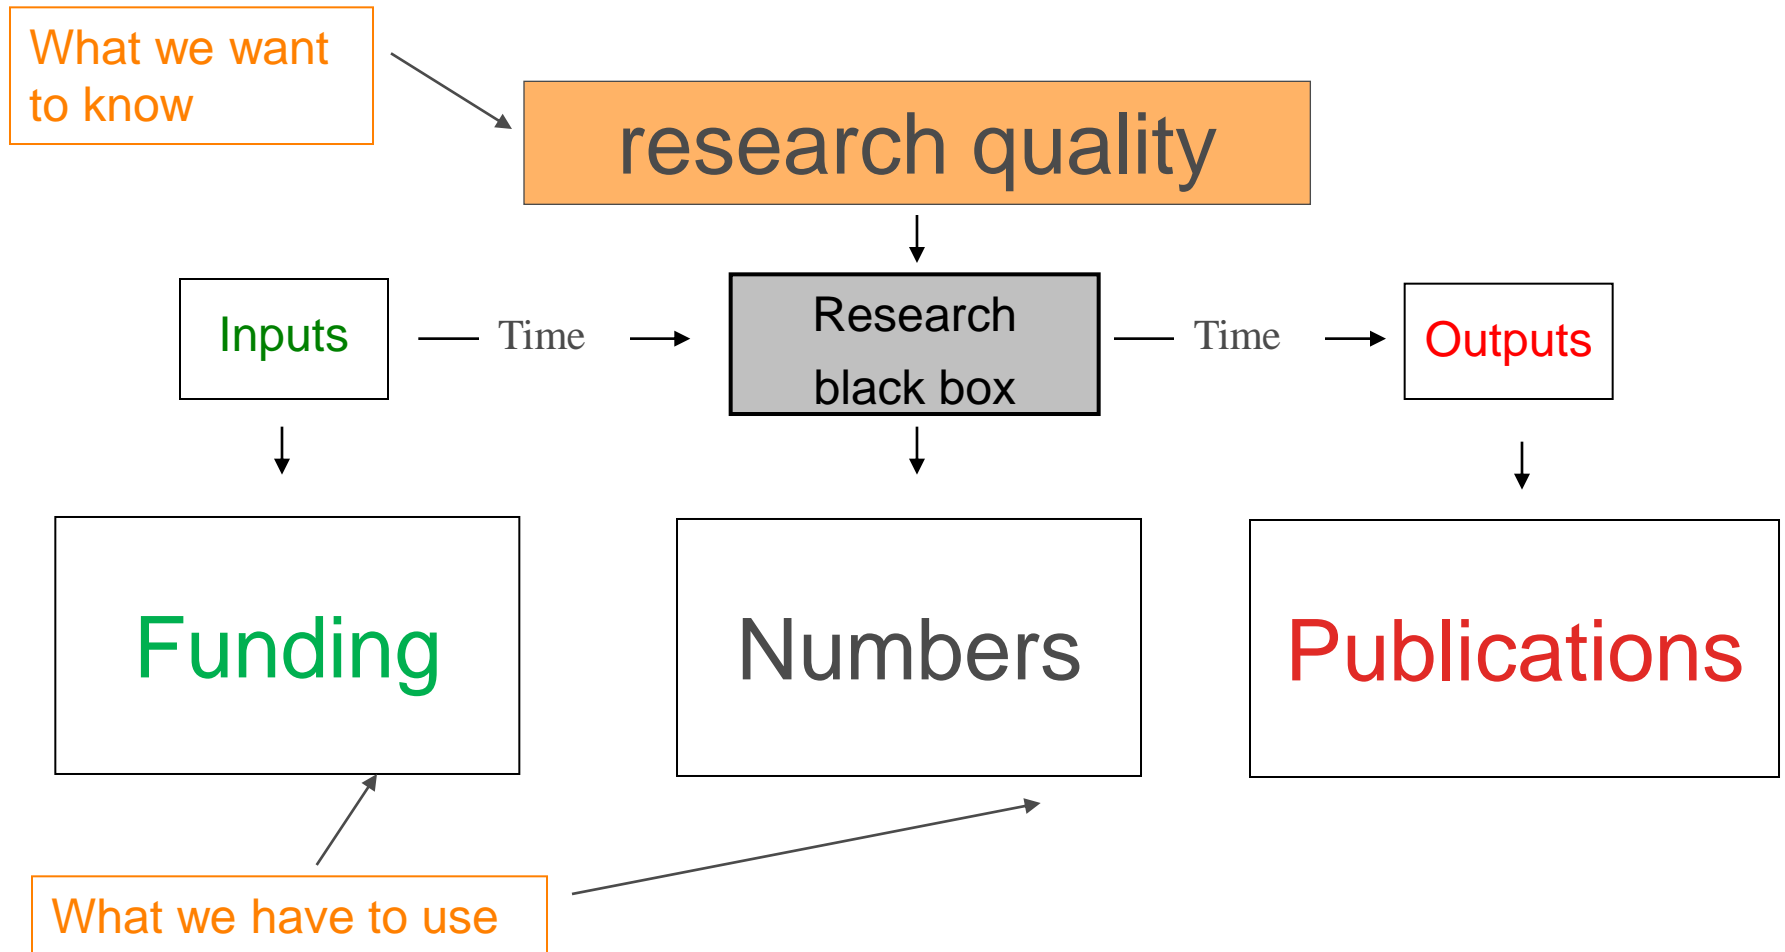 What we want
to know
research quality
Inputs
Time
Research
black box
Time
Outputs
Funding
Numbers
Publications
What we have to use